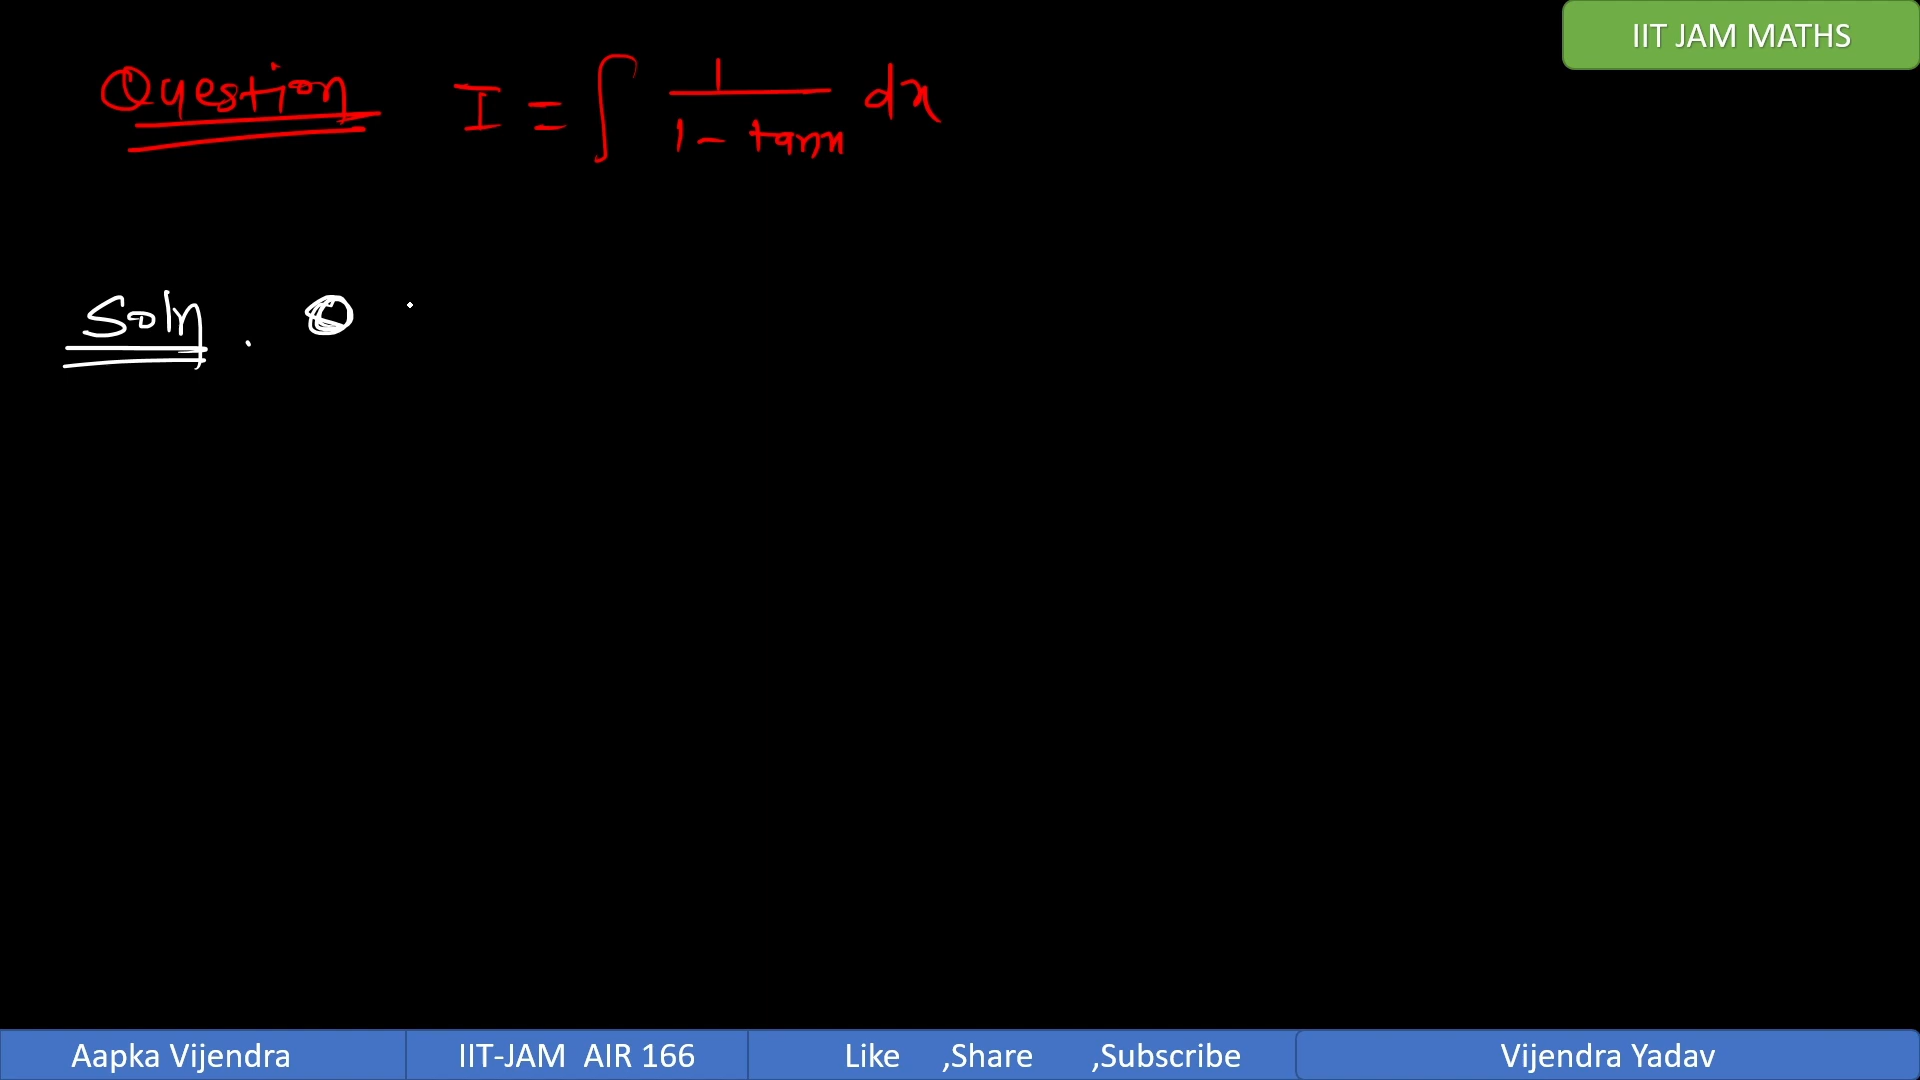 IIT JAM MATHS
Question I = ∫ 1/(1 - tanx) dx
Soln.
Aapka Vijendra IIT-JAM AIR 166 Like ,Share ,Subscribe Vijendra Yadav